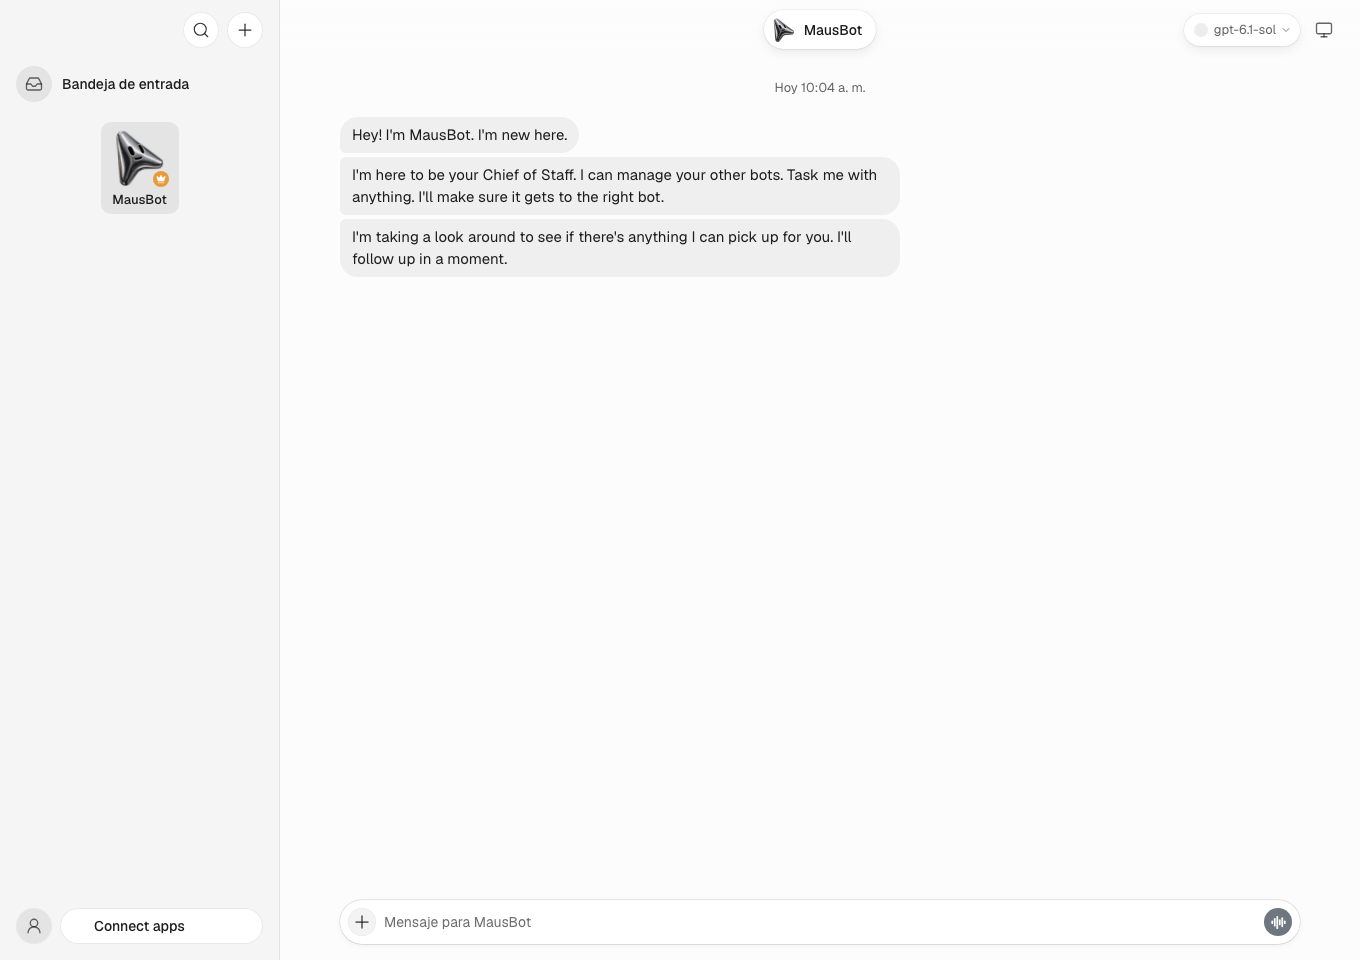 MausBot
gpt-6.1-sol
Bandeja de entrada
MausBot
Hoy 10:04 a. m.
Hey! I'm MausBot. I'm new here.
I'm here to be your Chief of Staff. I can manage your other bots. Task me with
anything. I'll make sure it gets to the right bot.
I'm taking a look around to see if there's anything I can pick up for you. I'll
follow up in a moment.
Connect apps
Mensaje para MausBot